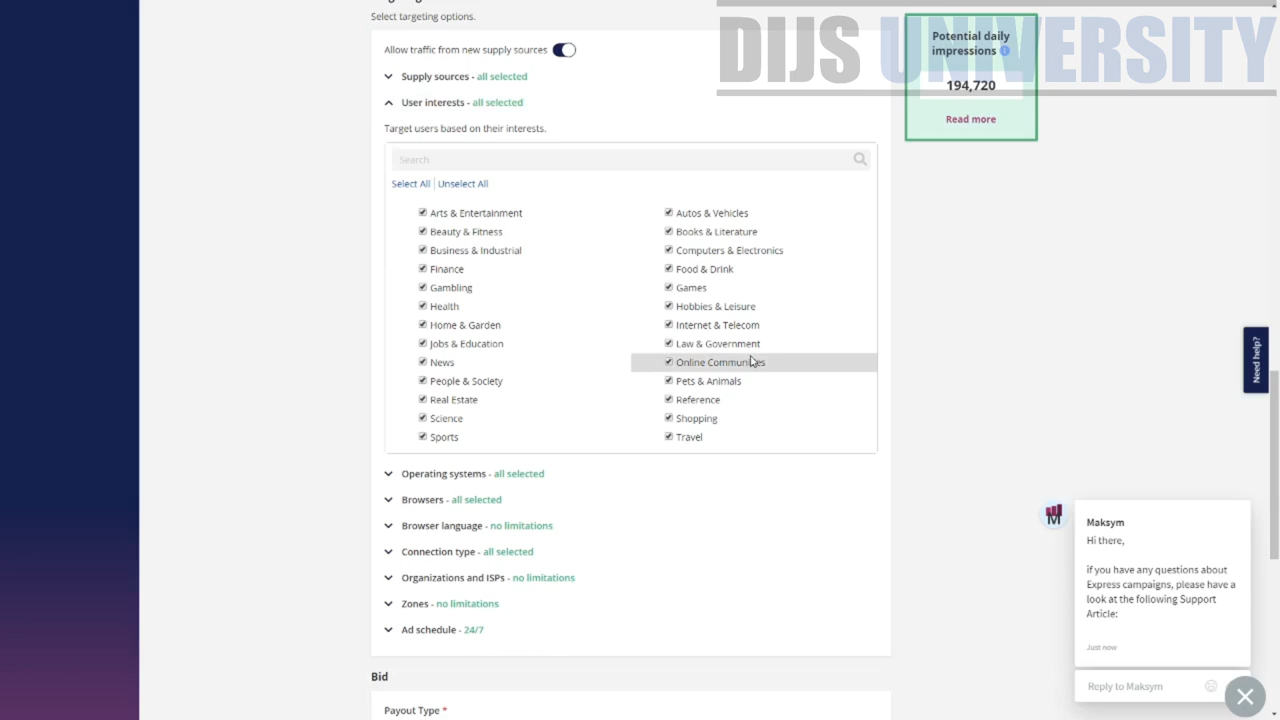 Select targeting options.
Allow traffic from new supply sources
Supply sources - all selected
User interests - all selected
Target users based on their interests.
Search
Select All | Unselect All
Arts & Entertainment
Autos & Vehicles
Beauty & Fitness
Books & Literature
Business & Industrial
Computers & Electronics
Finance
Food & Drink
Gambling
Games
Health
Hobbies & Leisure
Home & Garden
Internet & Telecom
Jobs & Education
Law & Government
News
Online Communities
People & Society
Pets & Animals
Real Estate
Reference
Science
Shopping
Sports
Travel
Operating systems - all selected
Browsers - all selected
Browser language - no limitations
Connection type - all selected
Organizations and ISPs - no limitations
Zones - no limitations
Ad schedule - 24/7
Bid
Payout Type *
DIJS UNIVERSITY
Potential daily
impressions
194,720
Read more
Need help?
Maksym
Hi there,
if you have any questions about
Express campaigns, please have a
look at the following Support
Article:
Just now
Reply to Maksym